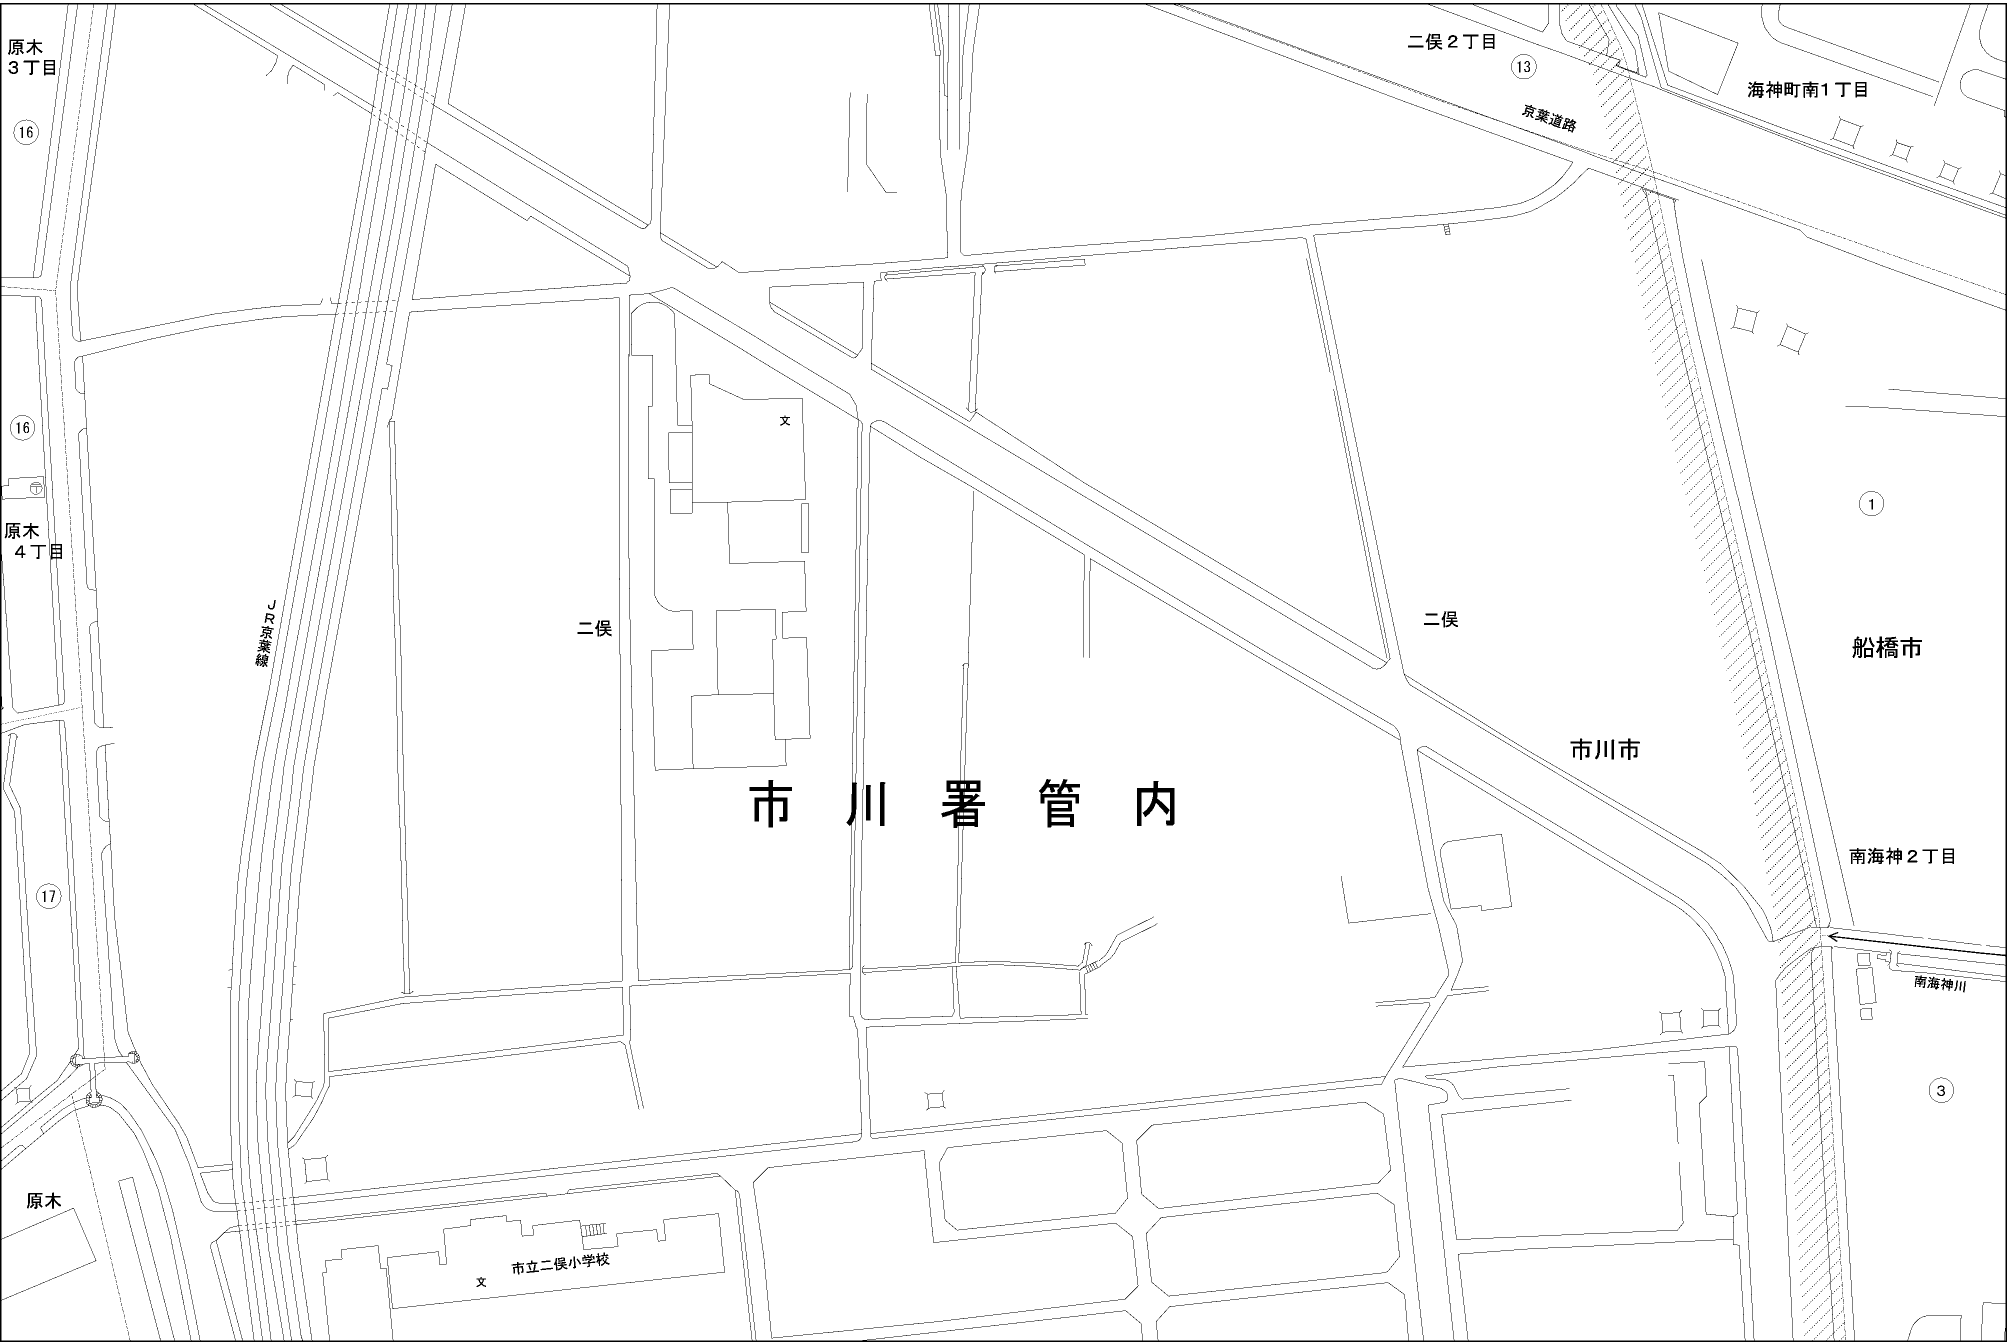 原木
３丁目
二俣２丁目
13
海神町南１丁目
京葉道路
16
16
文
原木
４丁目
1
ＪＲ京葉線
二俣
二俣
船橋市
市川市
市川署管内
南海神２丁目
17
南海神川
3
原木
市立二俣小学校
文